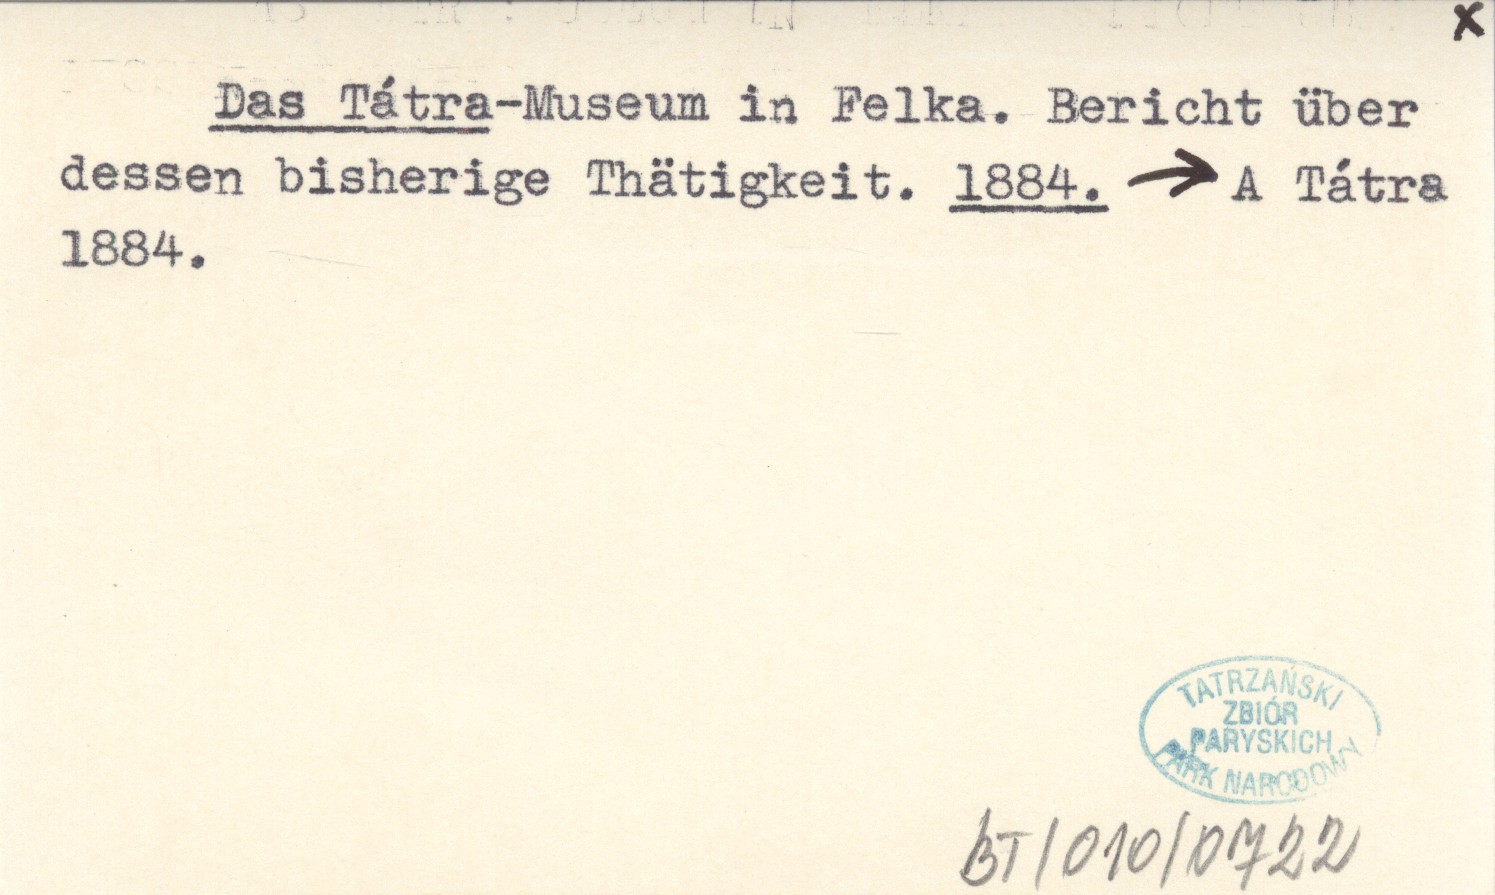 x
Das Tátra-Museum in Felka. Bericht über
dessen bisherige Thätigkeit. 1884. → A Tátra
1884.
TATRZAŃSKI
ZBIÓR
PARYSKICH
PARK NARODOWY
BT/010/0722